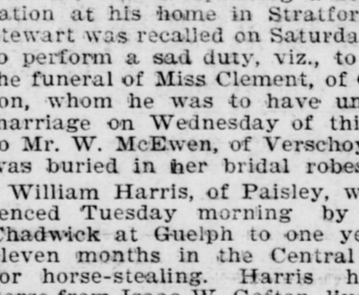 ation at his home in Stratfor
tewart was recalled on Saturda
o perform a sad duty, viz., to
he funeral of Miss Clement, of
on, whom he was to have un
marriage on Wednesday of thi
o Mr. W. McEwen, of Verschoy
was buried in her bridal robes
William Harris, of Paisley, w
enced Tuesday morning by
Chadwick at Guelph to one ye
leven months in the Central
or horse-stealing. Harris h